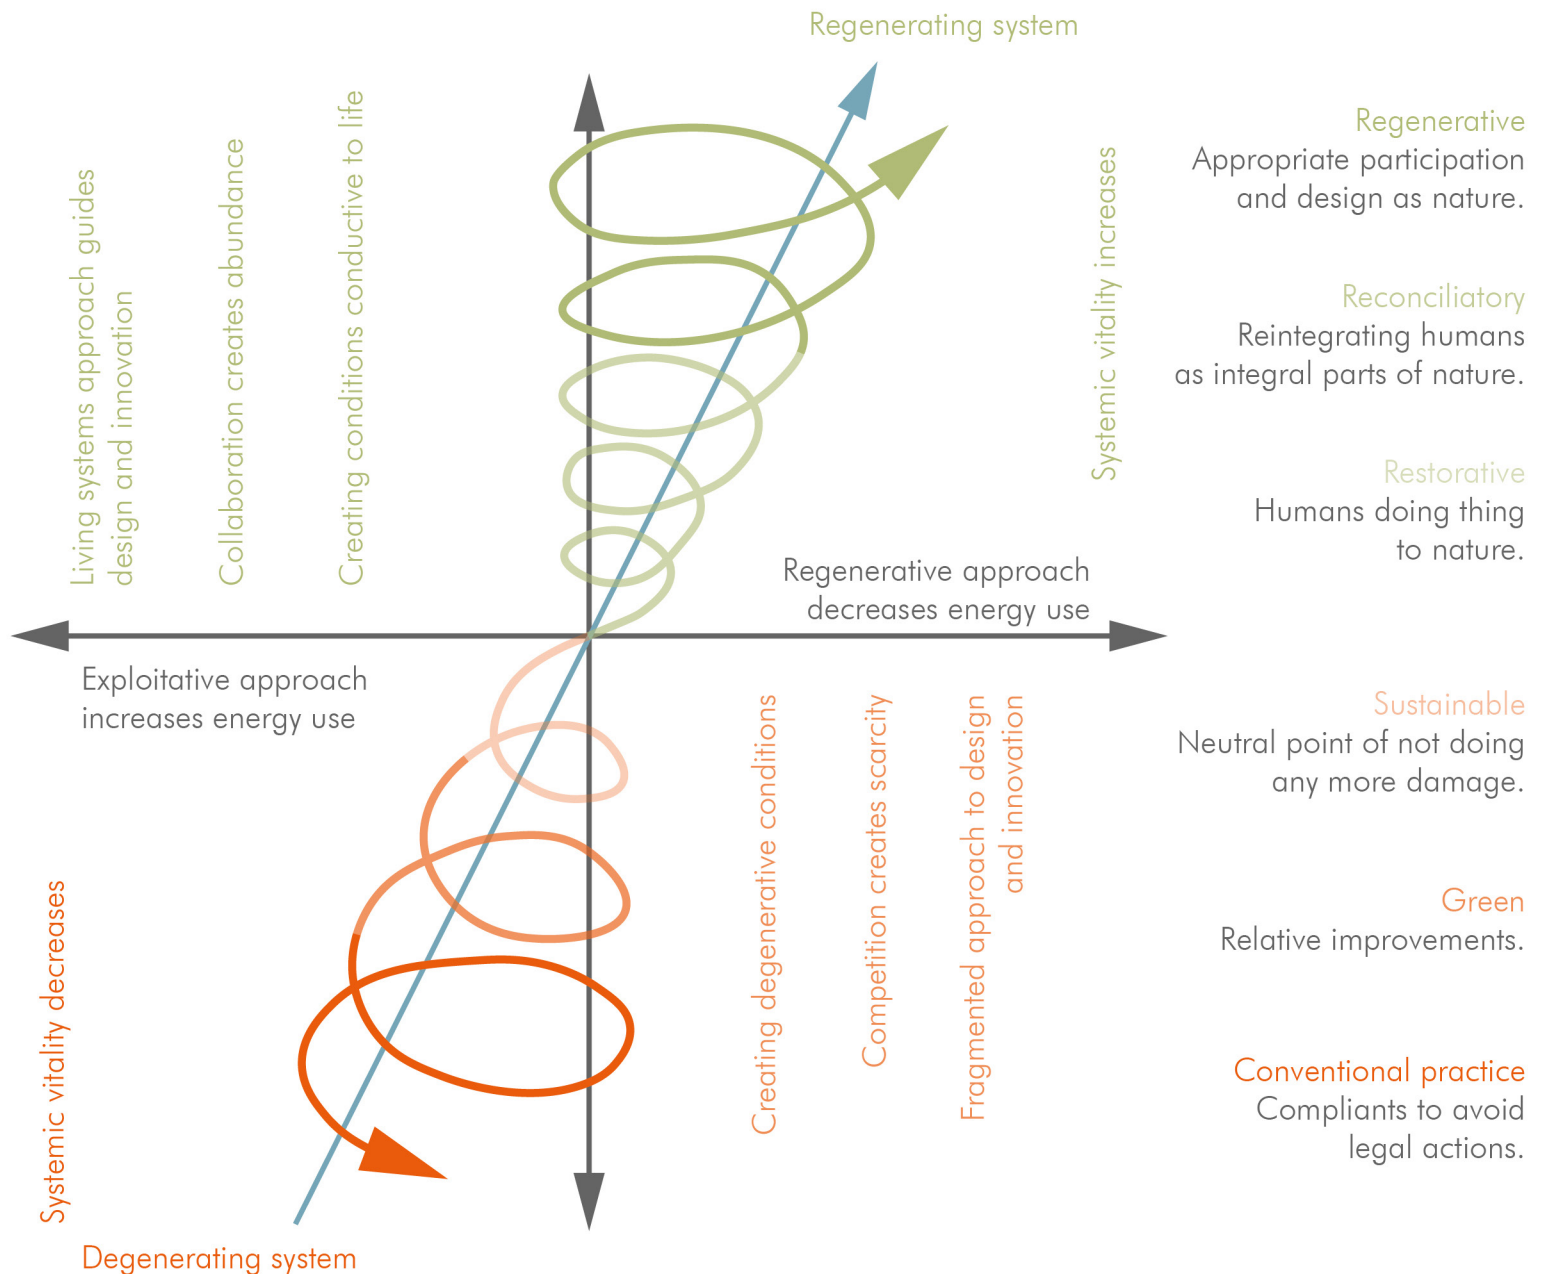 Regenerating system
Living systems approach guides
design and innovation
Collaboration creates abundance
Creating conditions conductive to life
Systemic vitality increases
Regenerative
Appropriate participation
and design as nature.
Reconciliatory
Reintegrating humans
as integral parts of nature.
Restorative
Humans doing thing
to nature.
Regenerative approach
decreases energy use
Exploitative approach
increases energy use
Systemic vitality decreases
Creating degenerative conditions
Competition creates scarcity
Fragmented approach to design
and innovation
Sustainable
Neutral point of not doing
any more damage.
Green
Relative improvements.
Conventional practice
Compliants to avoid
legal actions.
Degenerating system